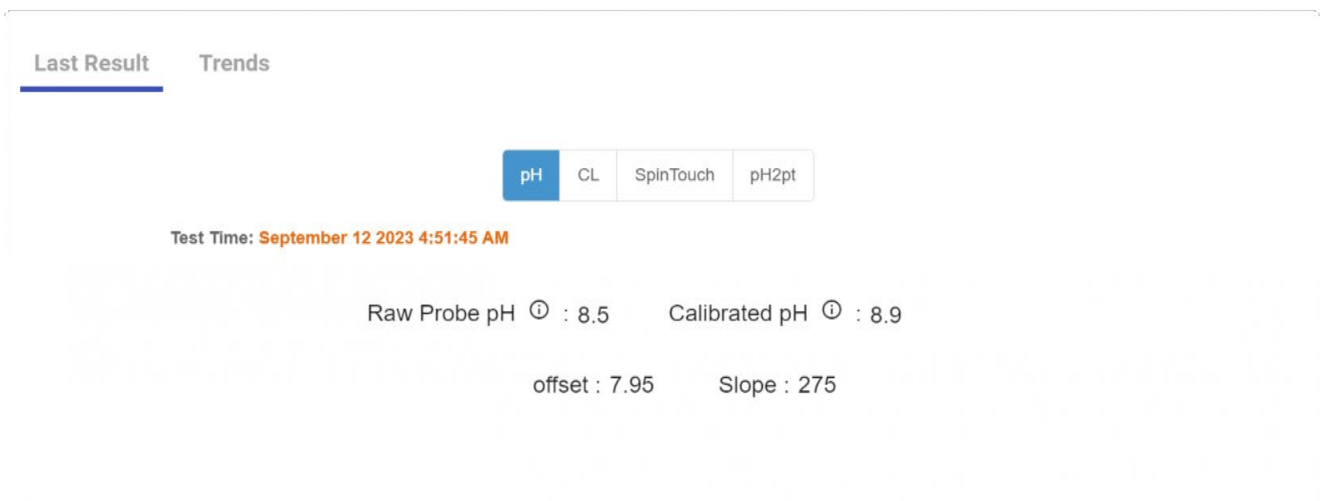 Last Result Trends
pH CL SpinTouch pH2pt
Test Time: September 12 2023 4:51:45 AM
Raw Probe pH ⓘ : 8.5 Calibrated pH ⓘ : 8.9
offset : 7.95 Slope : 275